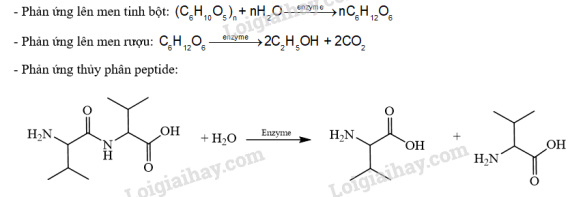 - Phản ứng lên men tinh bột: (C₆H₁₀O₅)ₙ + nH₂O enzyme→ nC₆H₁₂O₆
- Phản ứng lên men rượu: C₆H₁₂O₆ enzyme→ 2C₂H₅OH + 2CO₂
- Phản ứng thủy phân peptide:
H₂N O N H O OH + H₂O Enzyme→ H₂N O OH + H₂N O OH
Loigiaihay.com
Loigiaihay.com
Loigiaihay.com
Loigiaihay.com